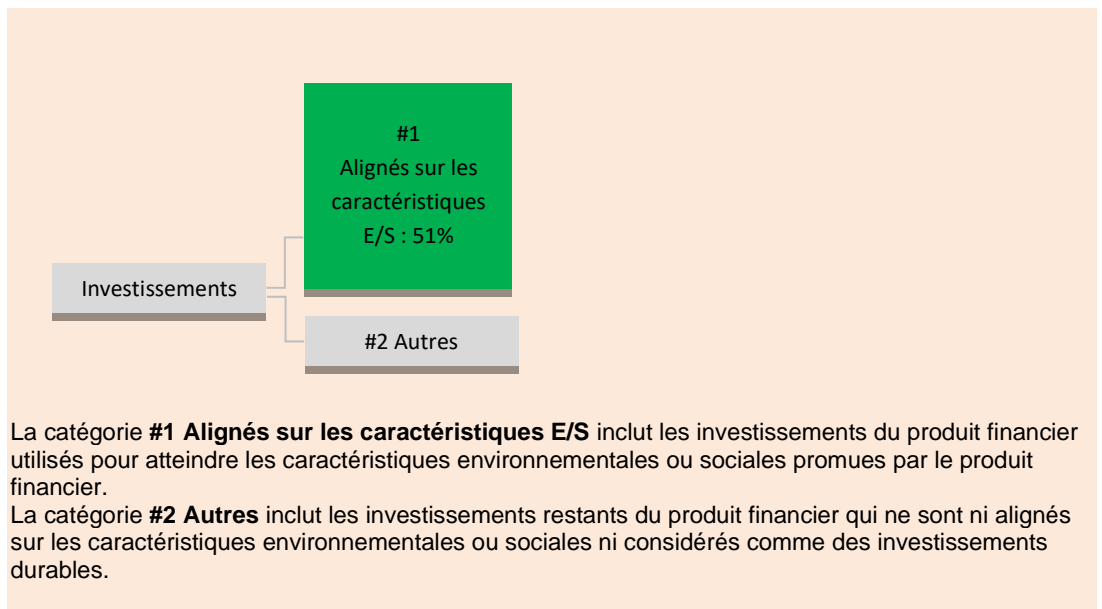 #1
Alignés sur les
caractéristiques
E/S : 51%
Investissements
#2 Autres
La catégorie #1 Alignés sur les caractéristiques E/S inclut les investissements du produit financier
utilisés pour atteindre les caractéristiques environnementales ou sociales promues par le produit
financier.
La catégorie #2 Autres inclut les investissements restants du produit financier qui ne sont ni alignés
sur les caractéristiques environnementales ou sociales ni considérés comme des investissements
durables.